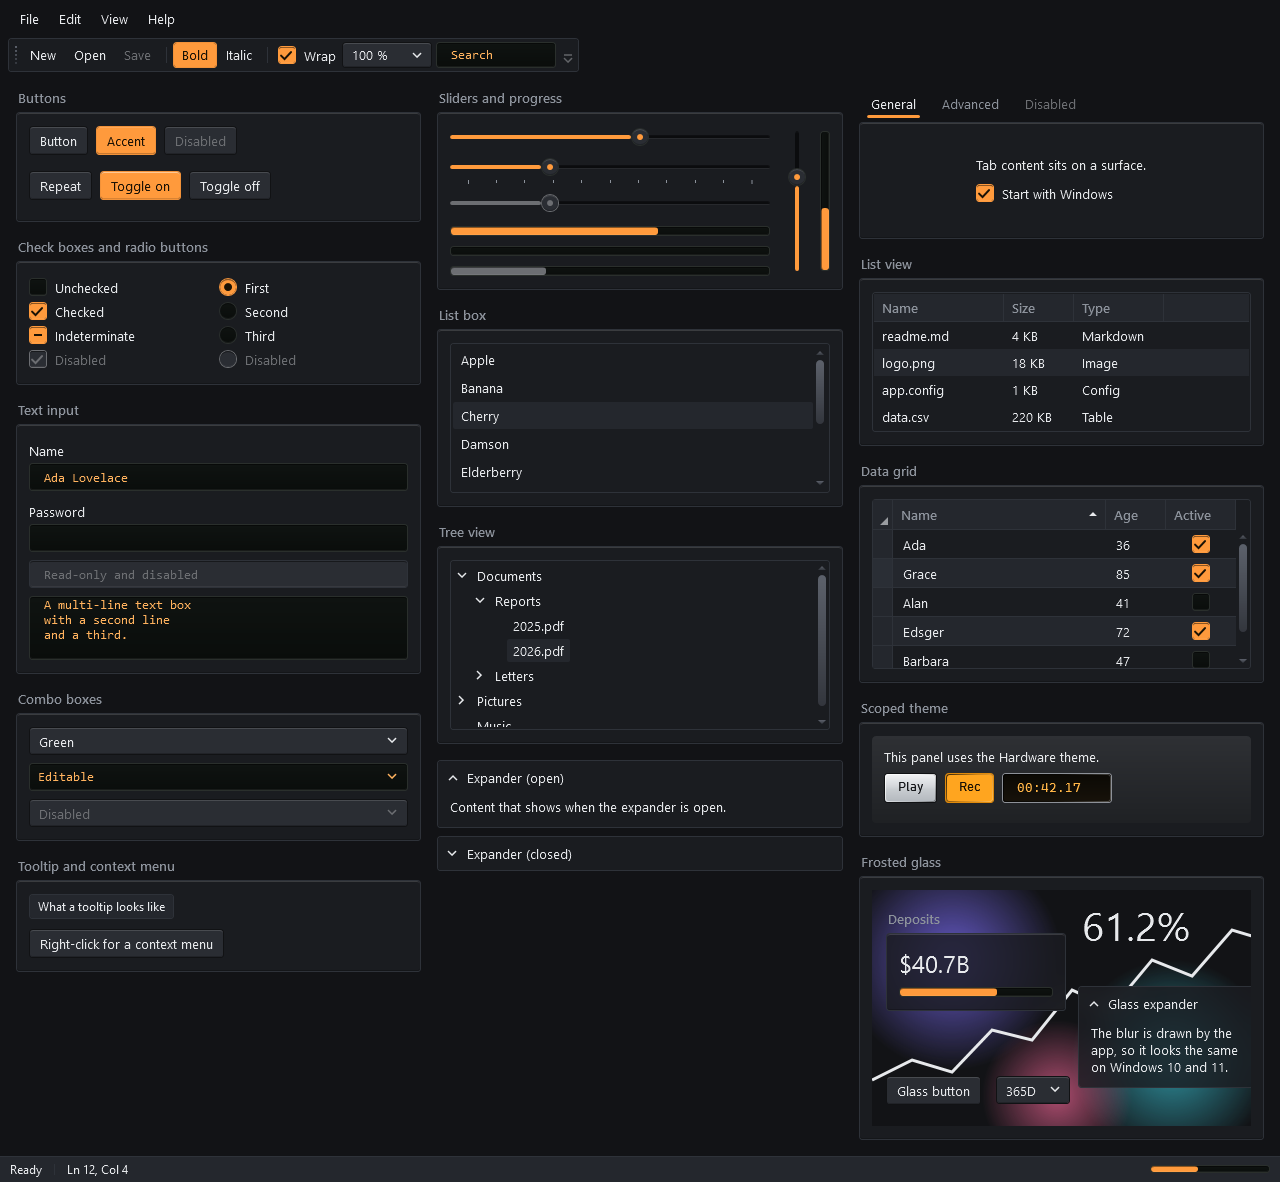 File Edit View Help
New Open Save Bold Italic Wrap 100 % Search
Buttons
Button Accent Disabled
Repeat Toggle on Toggle off
Check boxes and radio buttons
Unchecked First
Checked Second
Indeterminate Third
Disabled Disabled
Text input
Name
Ada Lovelace
Password
Read-only and disabled
A multi-line text box
with a second line
and a third.
Combo boxes
Green
Editable
Disabled
Tooltip and context menu
What a tooltip looks like
Right-click for a context menu
Sliders and progress
List box
Apple
Banana
Cherry
Damson
Elderberry
Tree view
Documents
Reports
2025.pdf
2026.pdf
Letters
Pictures
Music
Expander (open)
Content that shows when the expander is open.
Expander (closed)
General Advanced Disabled
Tab content sits on a surface.
Start with Windows
List view
Name Size Type
readme.md 4 KB Markdown
logo.png 18 KB Image
app.config 1 KB Config
data.csv 220 KB Table
Data grid
Name Age Active
Ada 36
Grace 85
Alan 41
Edsger 72
Barbara 47
Scoped theme
This panel uses the Hardware theme.
Play Rec 00:42.17
Frosted glass
Deposits
$40.7B
61.2%
Glass expander
The blur is drawn by the
app, so it looks the same
on Windows 10 and 11.
Glass button 365D
Ready Ln 12, Col 4